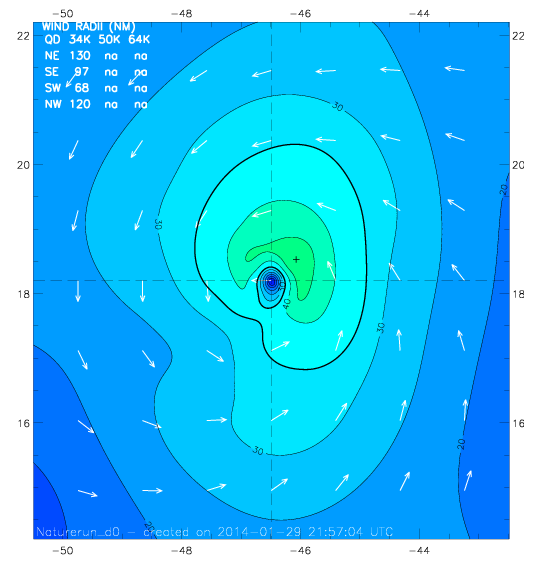 -50 -48 -46 -44
WIND RADII (NM)
QD 34K 50K 64K
NE 130 na na
SE 97 na na
SW 68 na na
NW 120 na na
22 22
30
20 20
20
30
18 18
40
30
16 16
30
20
20
Naturerun_d0 - created on 2014-01-29 21:57:04 UTC
-50 -48 -46 -44